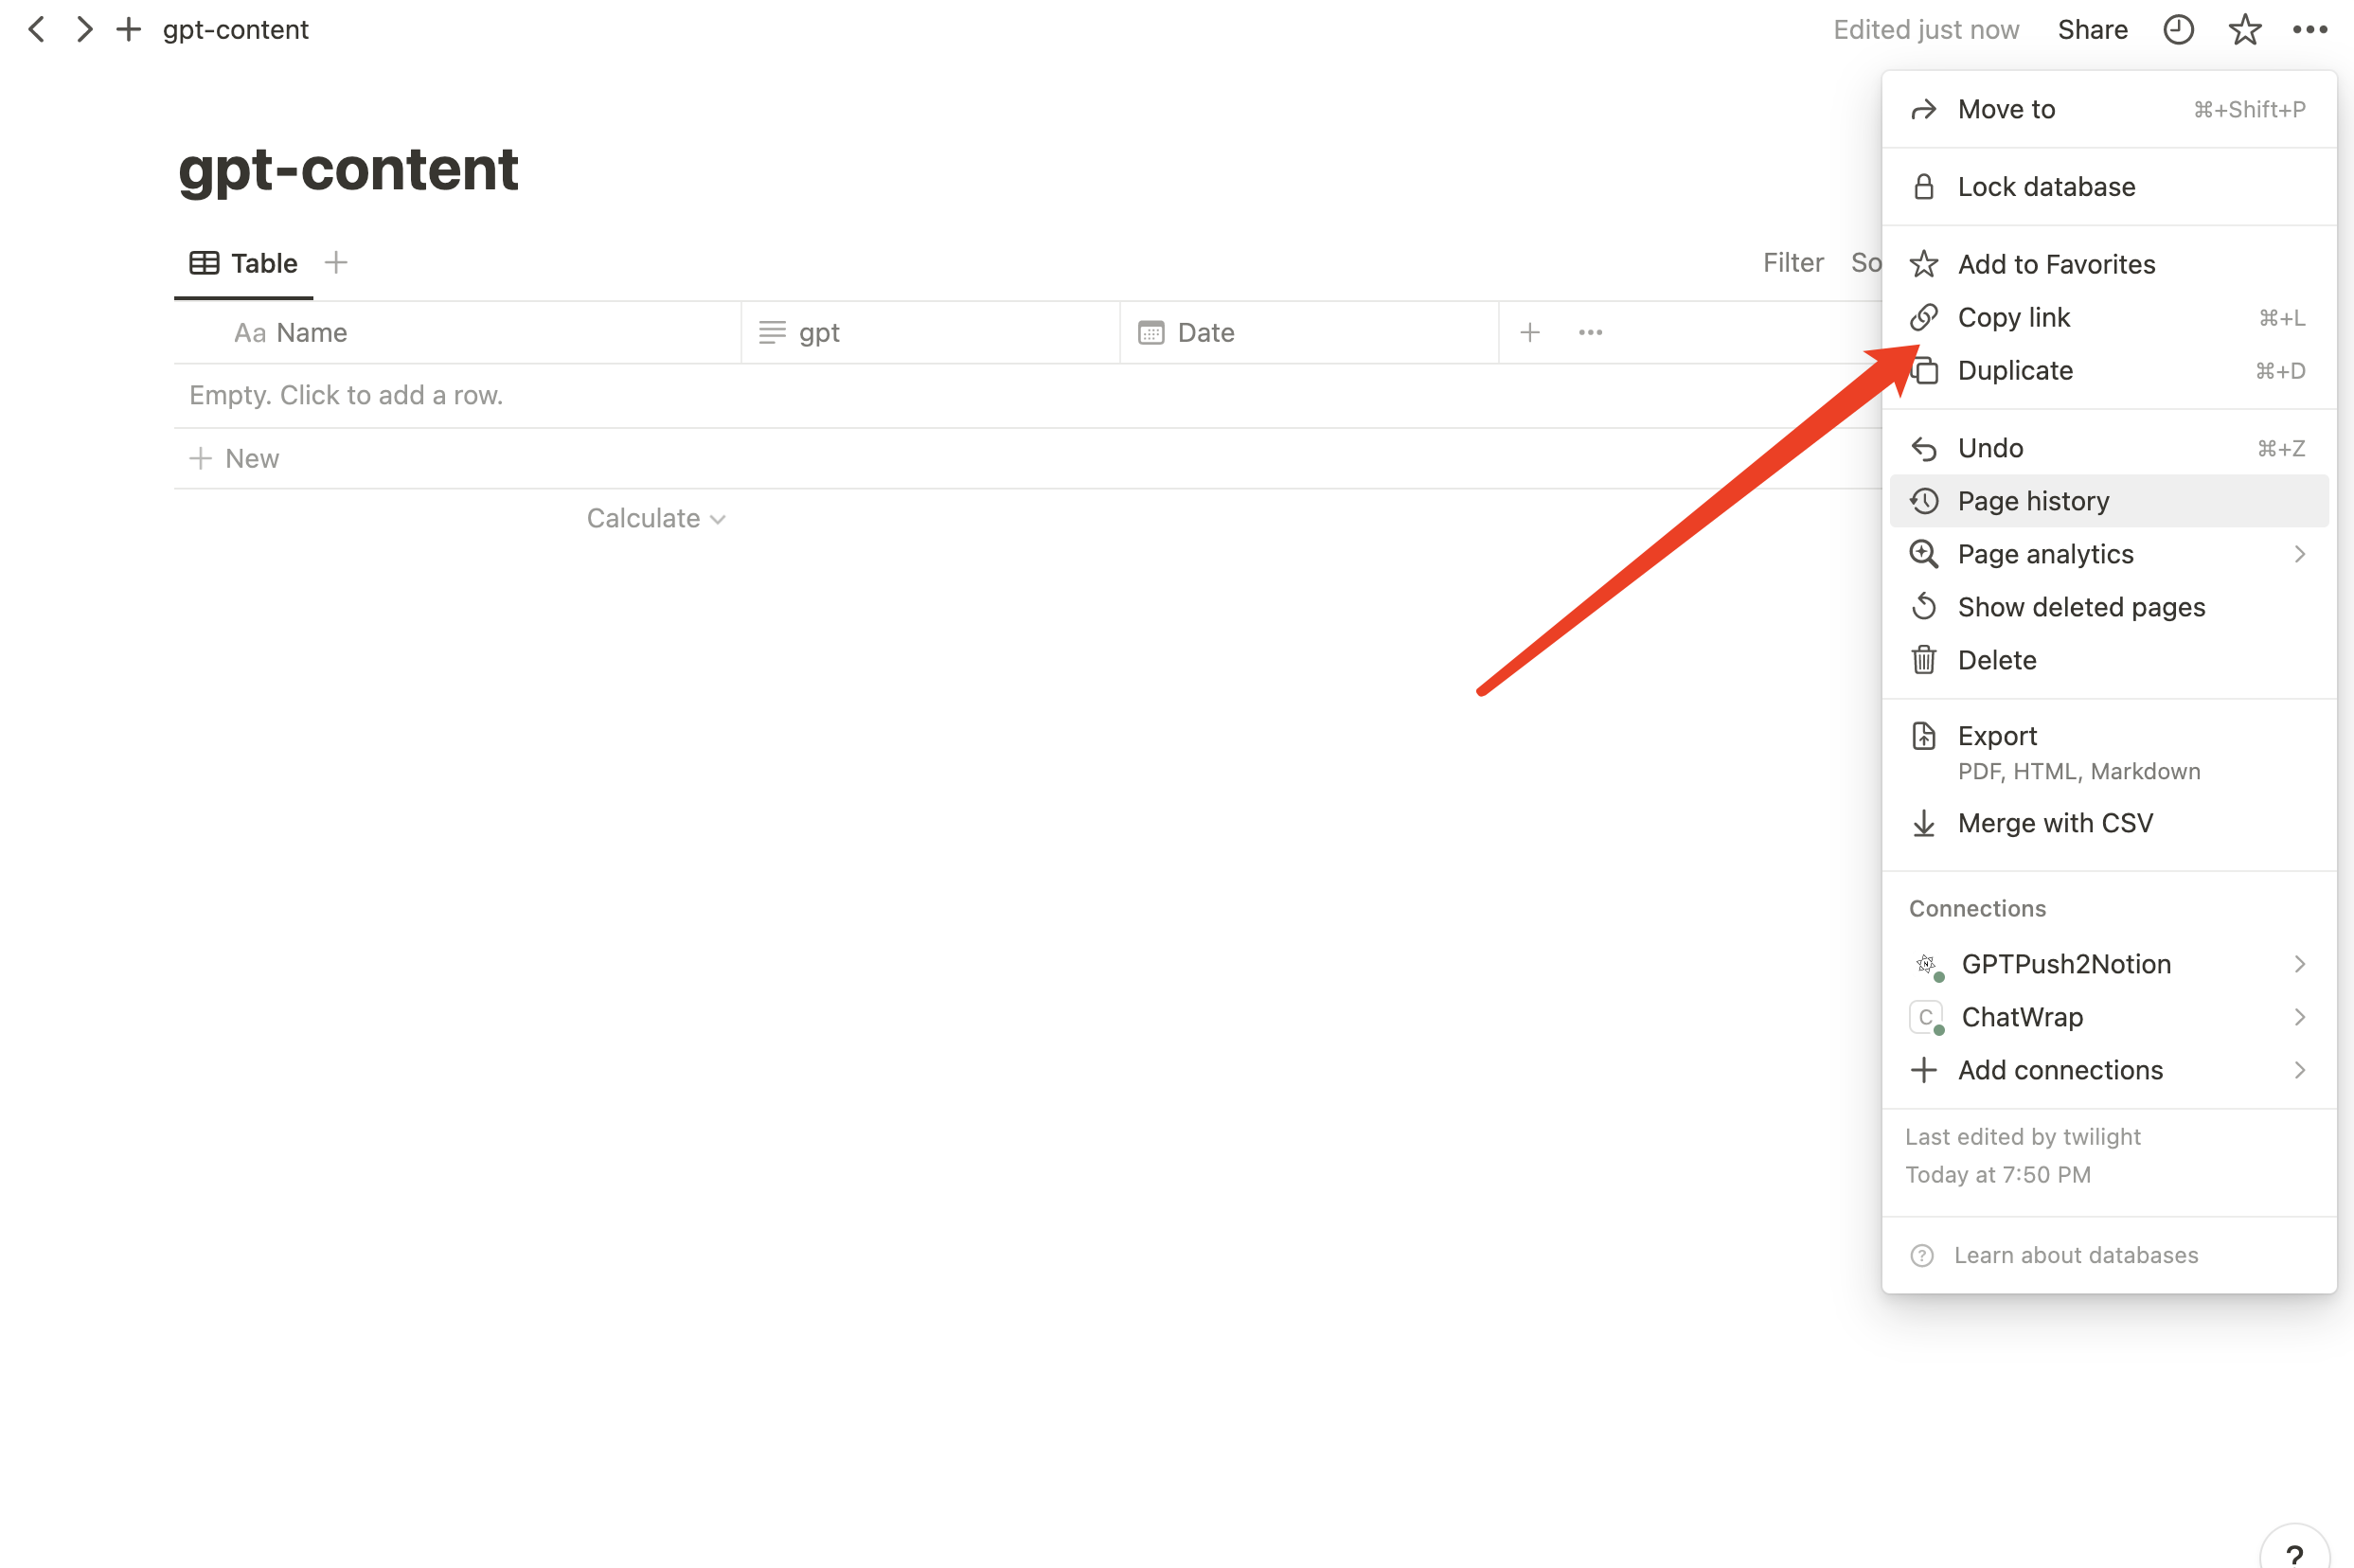 gpt-content
Edited just now Share
gpt-content
Table
Filter So
Aa Name gpt Date
Empty. Click to add a row.
New
Calculate
Move to ⌘+Shift+P
Lock database
Add to Favorites
Copy link ⌘+L
Duplicate ⌘+D
Undo ⌘+Z
Page history
Page analytics
Show deleted pages
Delete
Export
PDF, HTML, Markdown
Merge with CSV
Connections
GPTPush2Notion
C ChatWrap
Add connections
Last edited by twilight
Today at 7:50 PM
? Learn about databases
?